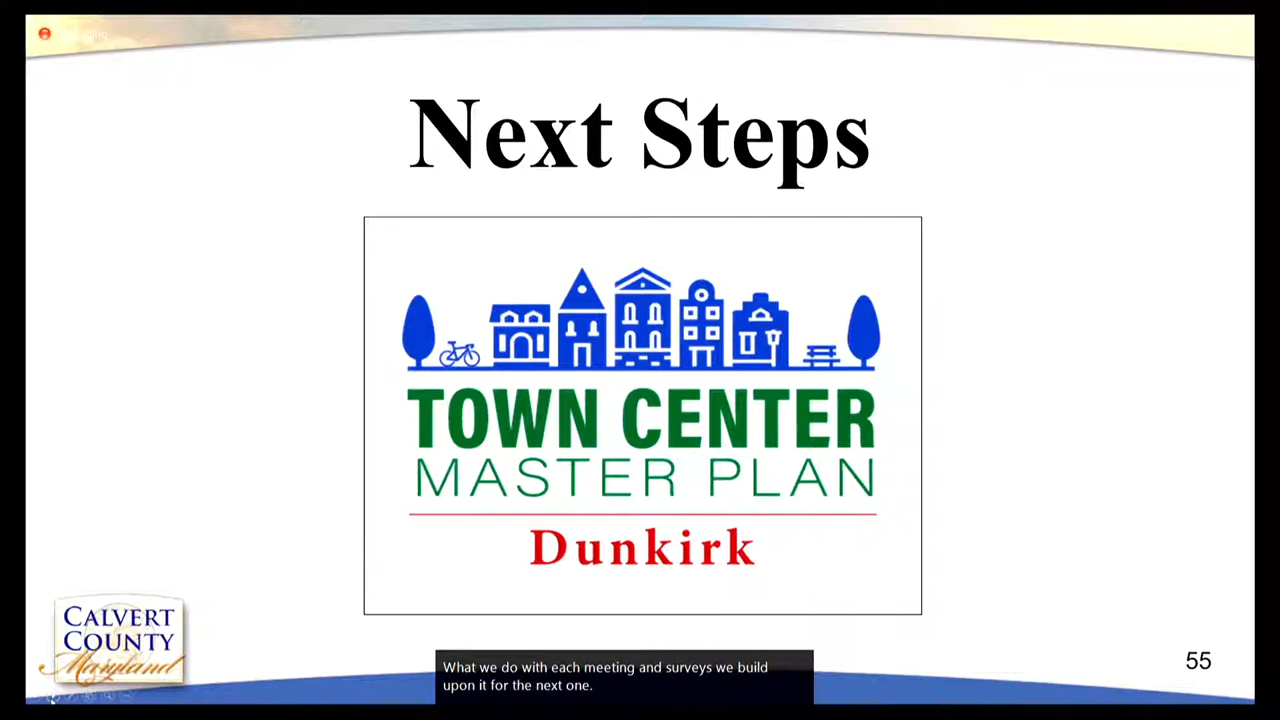 Next Steps
TOWN CENTER
MASTER PLAN
Dunkirk
CALVERT
COUNTY
Maryland
55
What we do with each meeting and surveys we build
upon it for the next one.